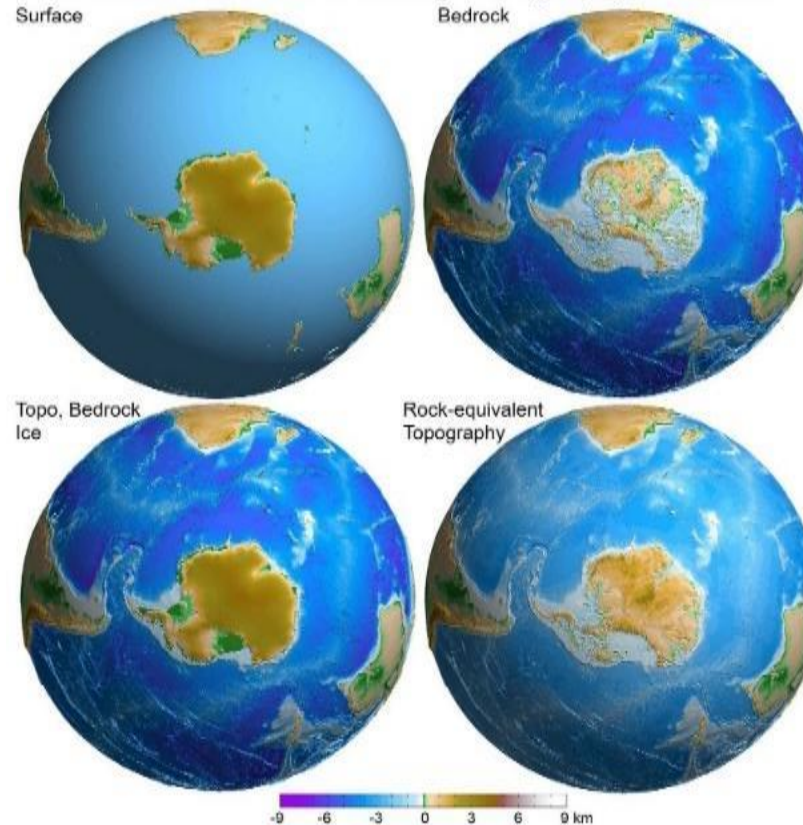 Surface
Bedrock
Topo, Bedrock
Ice
Rock-equivalent
Topography
-9 -6 -3 0 3 6 9 km